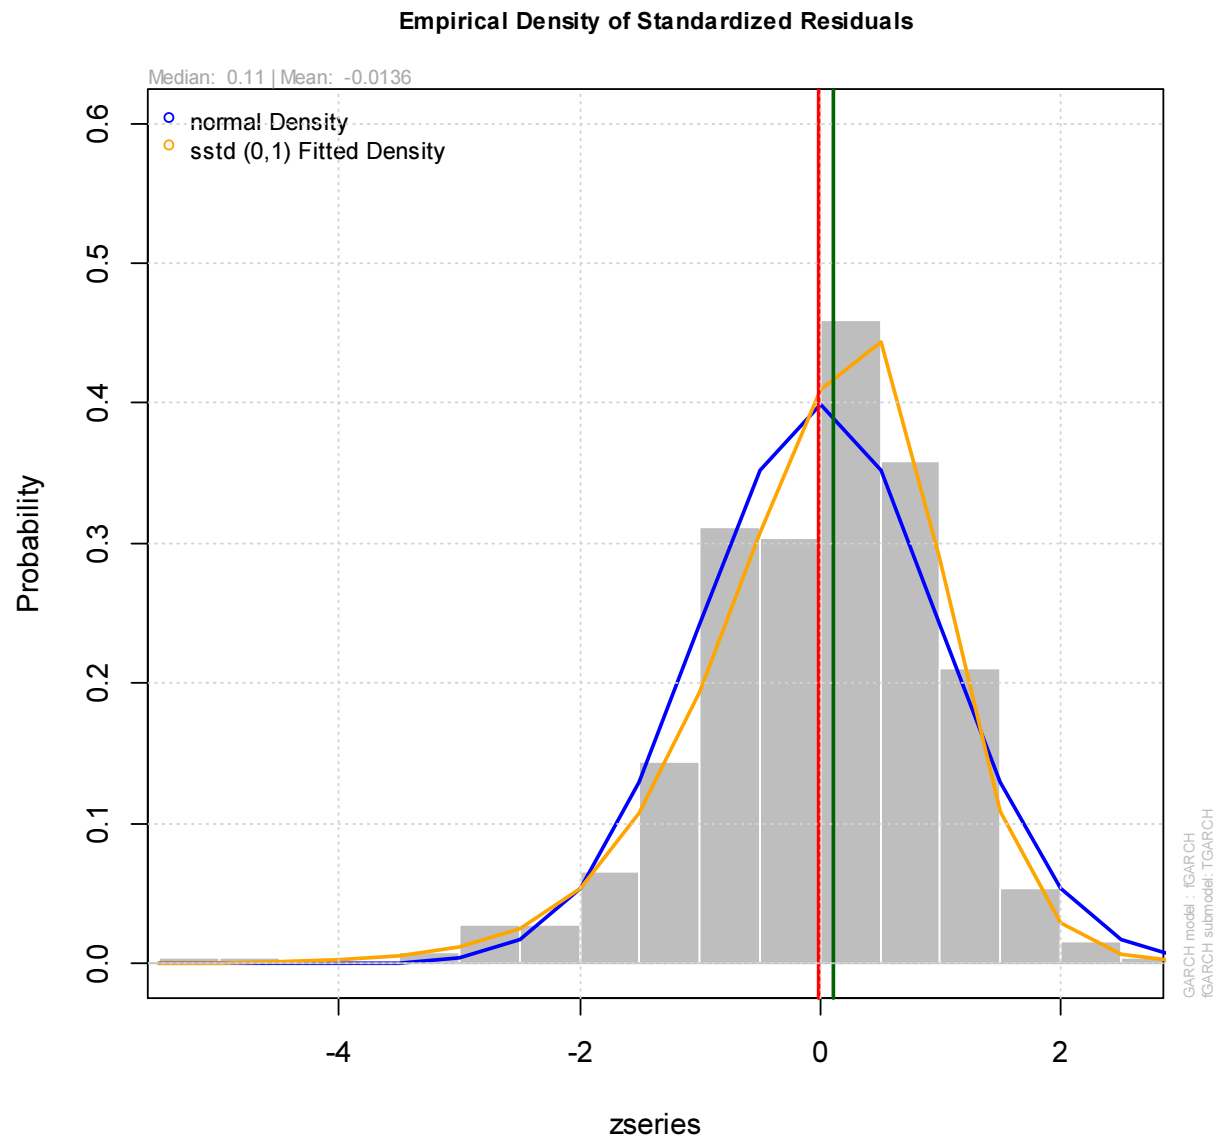 Empirical Density of Standardized Residuals
Median: 0.11 | Mean: -0.0136
normal Density
sstd (0,1) Fitted Density
0.6
0.5
0.4
0.3
0.2
0.1
0.0
Probability
-4 -2 0 2
zseries
GARCH model : fGARCH
fGARCH submodel: TGARCH